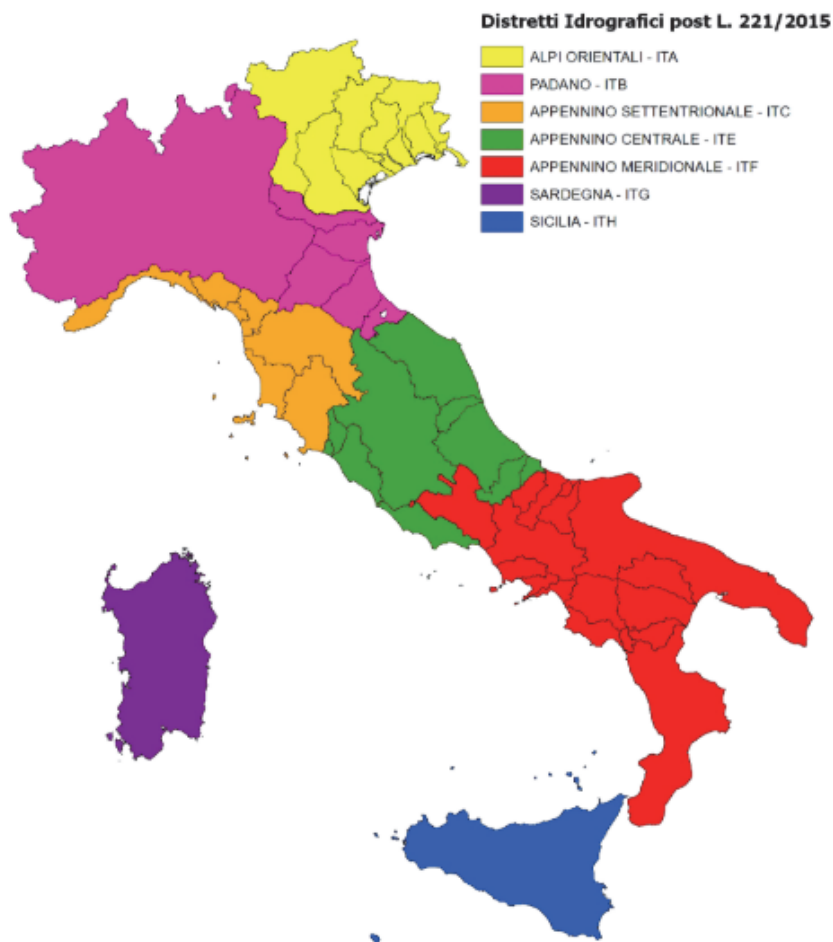 Distretti Idrografici post L. 221/2015
ALPI ORIENTALI - ITA
PADANO - ITB
APPENNINO SETTENTRIONALE - ITC
APPENNINO CENTRALE - ITE
APPENNINO MERIDIONALE - ITF
SARDEGNA - ITG
SICILIA - ITH